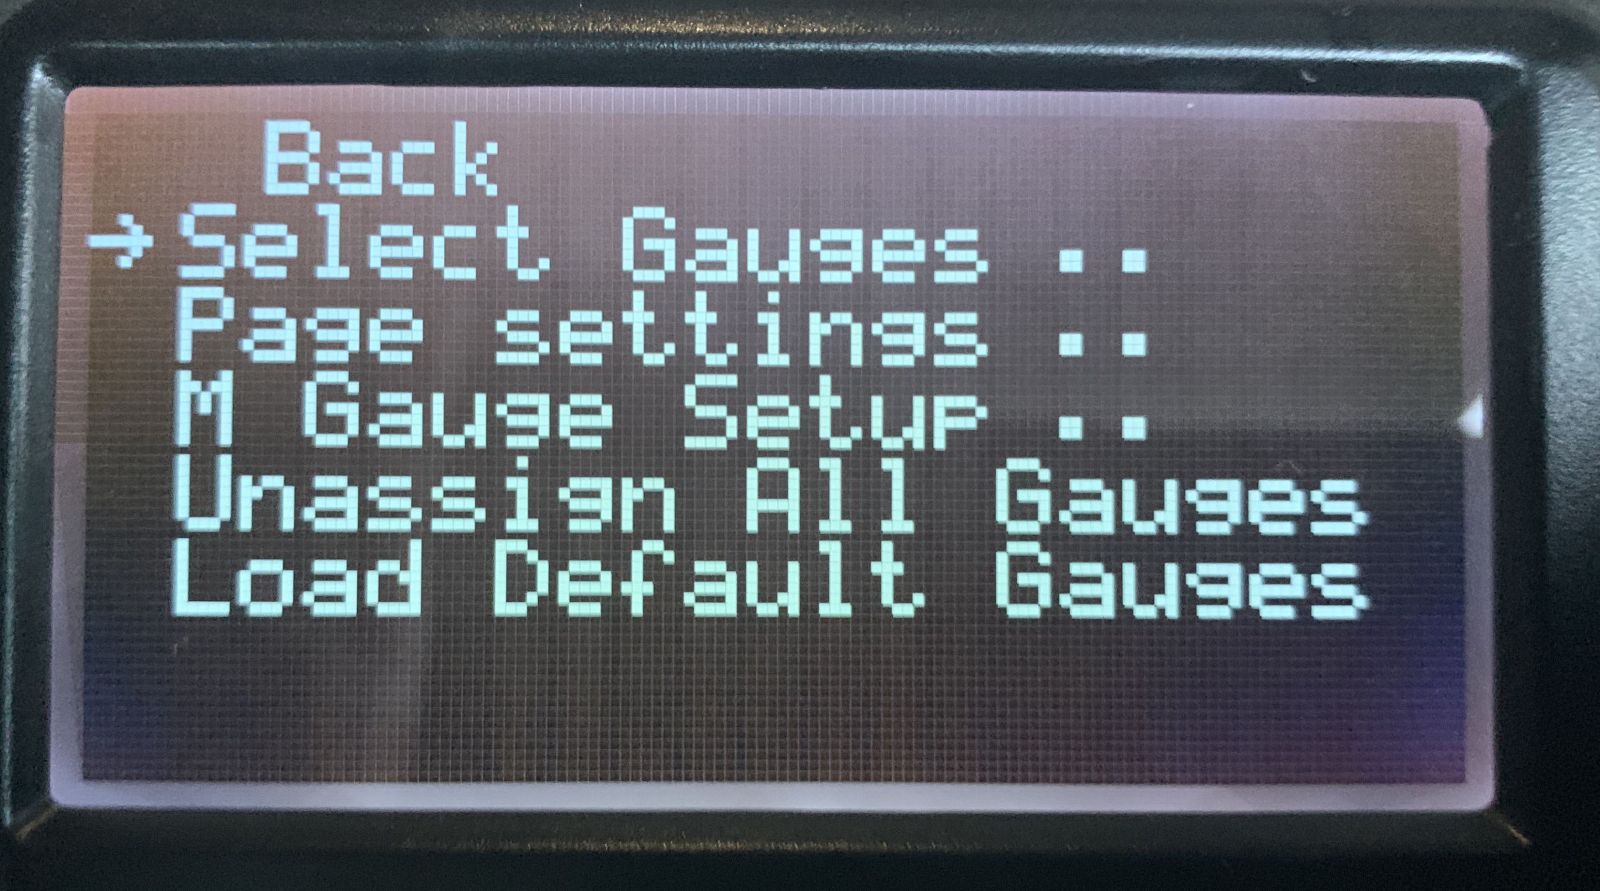 Back
→Select Gauges ..
Page settings ..
M Gauge Setup ..
Unassign All Gauges
Load Default Gauges